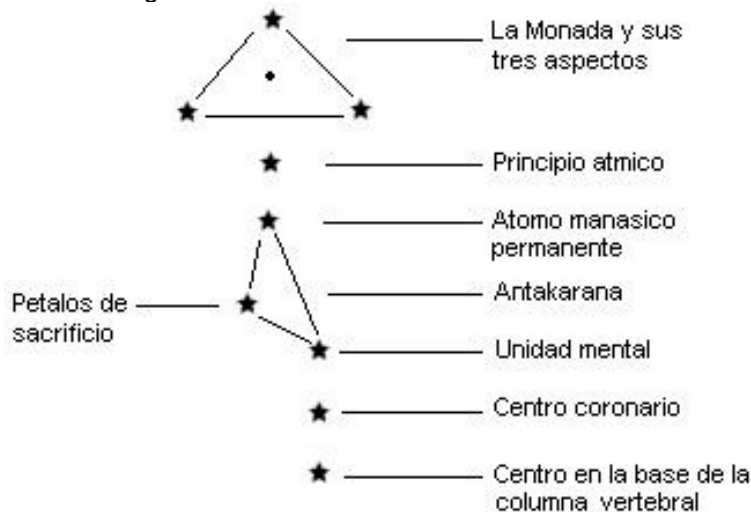 La Monada y sus
tres aspectos
Principio atmico
Atomo manasico
permanente
Petalos de
sacrificio
Antakarana
Unidad mental
Centro coronario
Centro en la base de la
columna vertebral